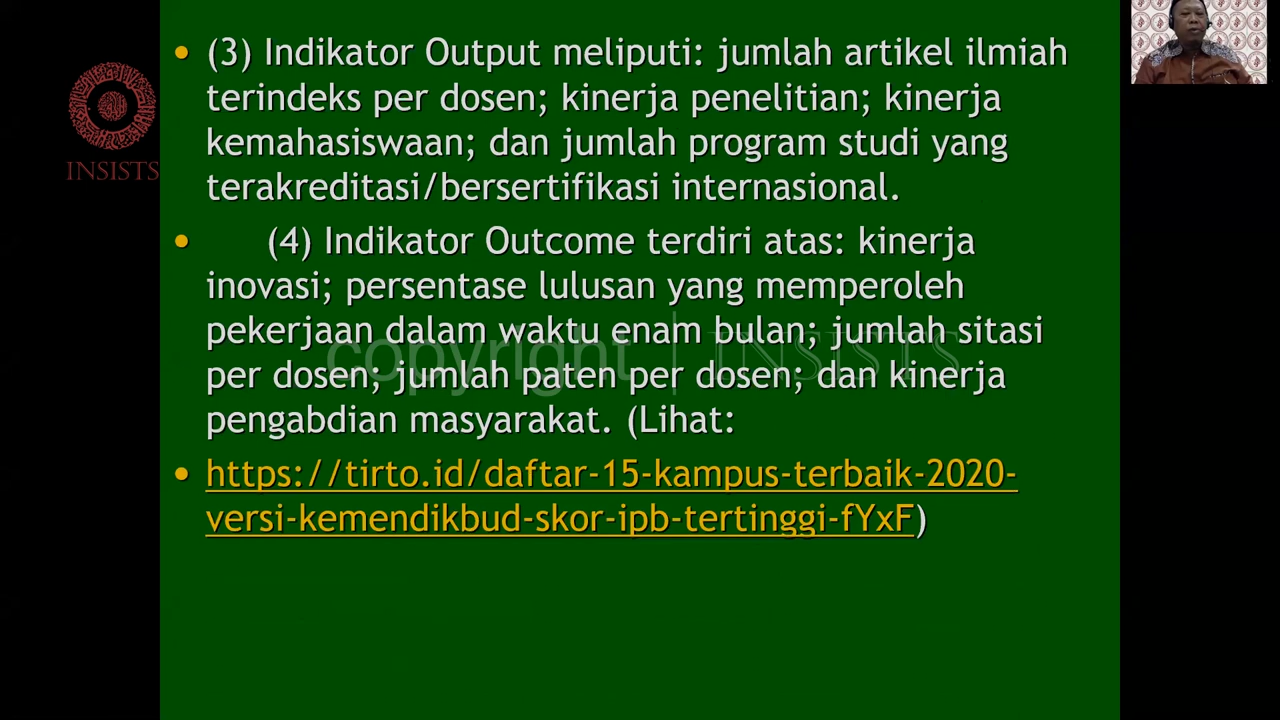 • (3) Indikator Output meliputi: jumlah artikel ilmiah
terindeks per dosen; kinerja penelitian; kinerja
kemahasiswaan; dan jumlah program studi yang
terakreditasi/bersertifikasi internasional.
INSISTS
• (4) Indikator Outcome terdiri atas: kinerja
inovasi; persentase lulusan yang memperoleh
pekerjaan dalam waktu enam bulan; jumlah sitasi
copyright | INSISTS
per dosen; jumlah paten per dosen; dan kinerja
pengabdian masyarakat. (Lihat:
• https://tirto.id/daftar-15-kampus-terbaik-2020-
versi-kemendikbud-skor-ipb-tertinggi-fYxF)